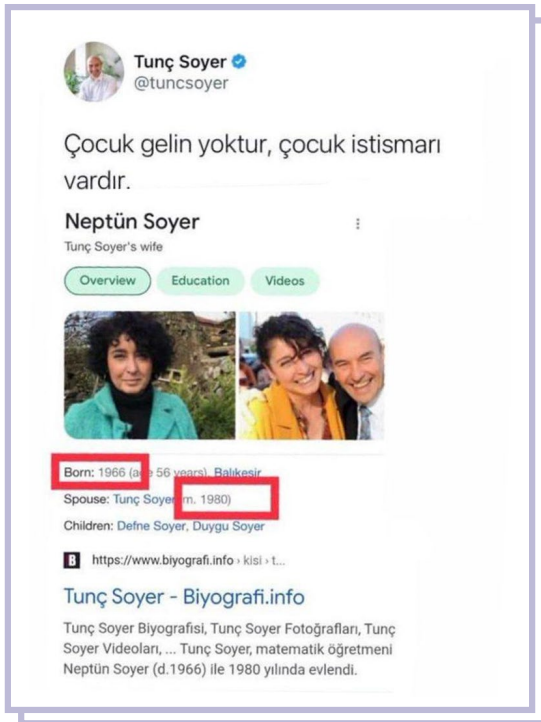 Tunç Soyer
@tuncsoyer
Çocuk gelin yoktur, çocuk istismarı
vardır.
Neptün Soyer
Tunç Soyer's wife
Overview Education Videos
Born: 1966 (age 56 years), Balıkesir
Spouse: Tunç Soyer (m. 1980)
Children: Defne Soyer, Duygu Soyer
B https://www.biyografi.info › kisi › t...
Tunç Soyer - Biyografi.info
Tunç Soyer Biyografisi, Tunç Soyer Fotoğrafları, Tunç
Soyer Videoları, ... Tunç Soyer, matematik öğretmeni
Neptün Soyer (d.1966) ile 1980 yılında evlendi.